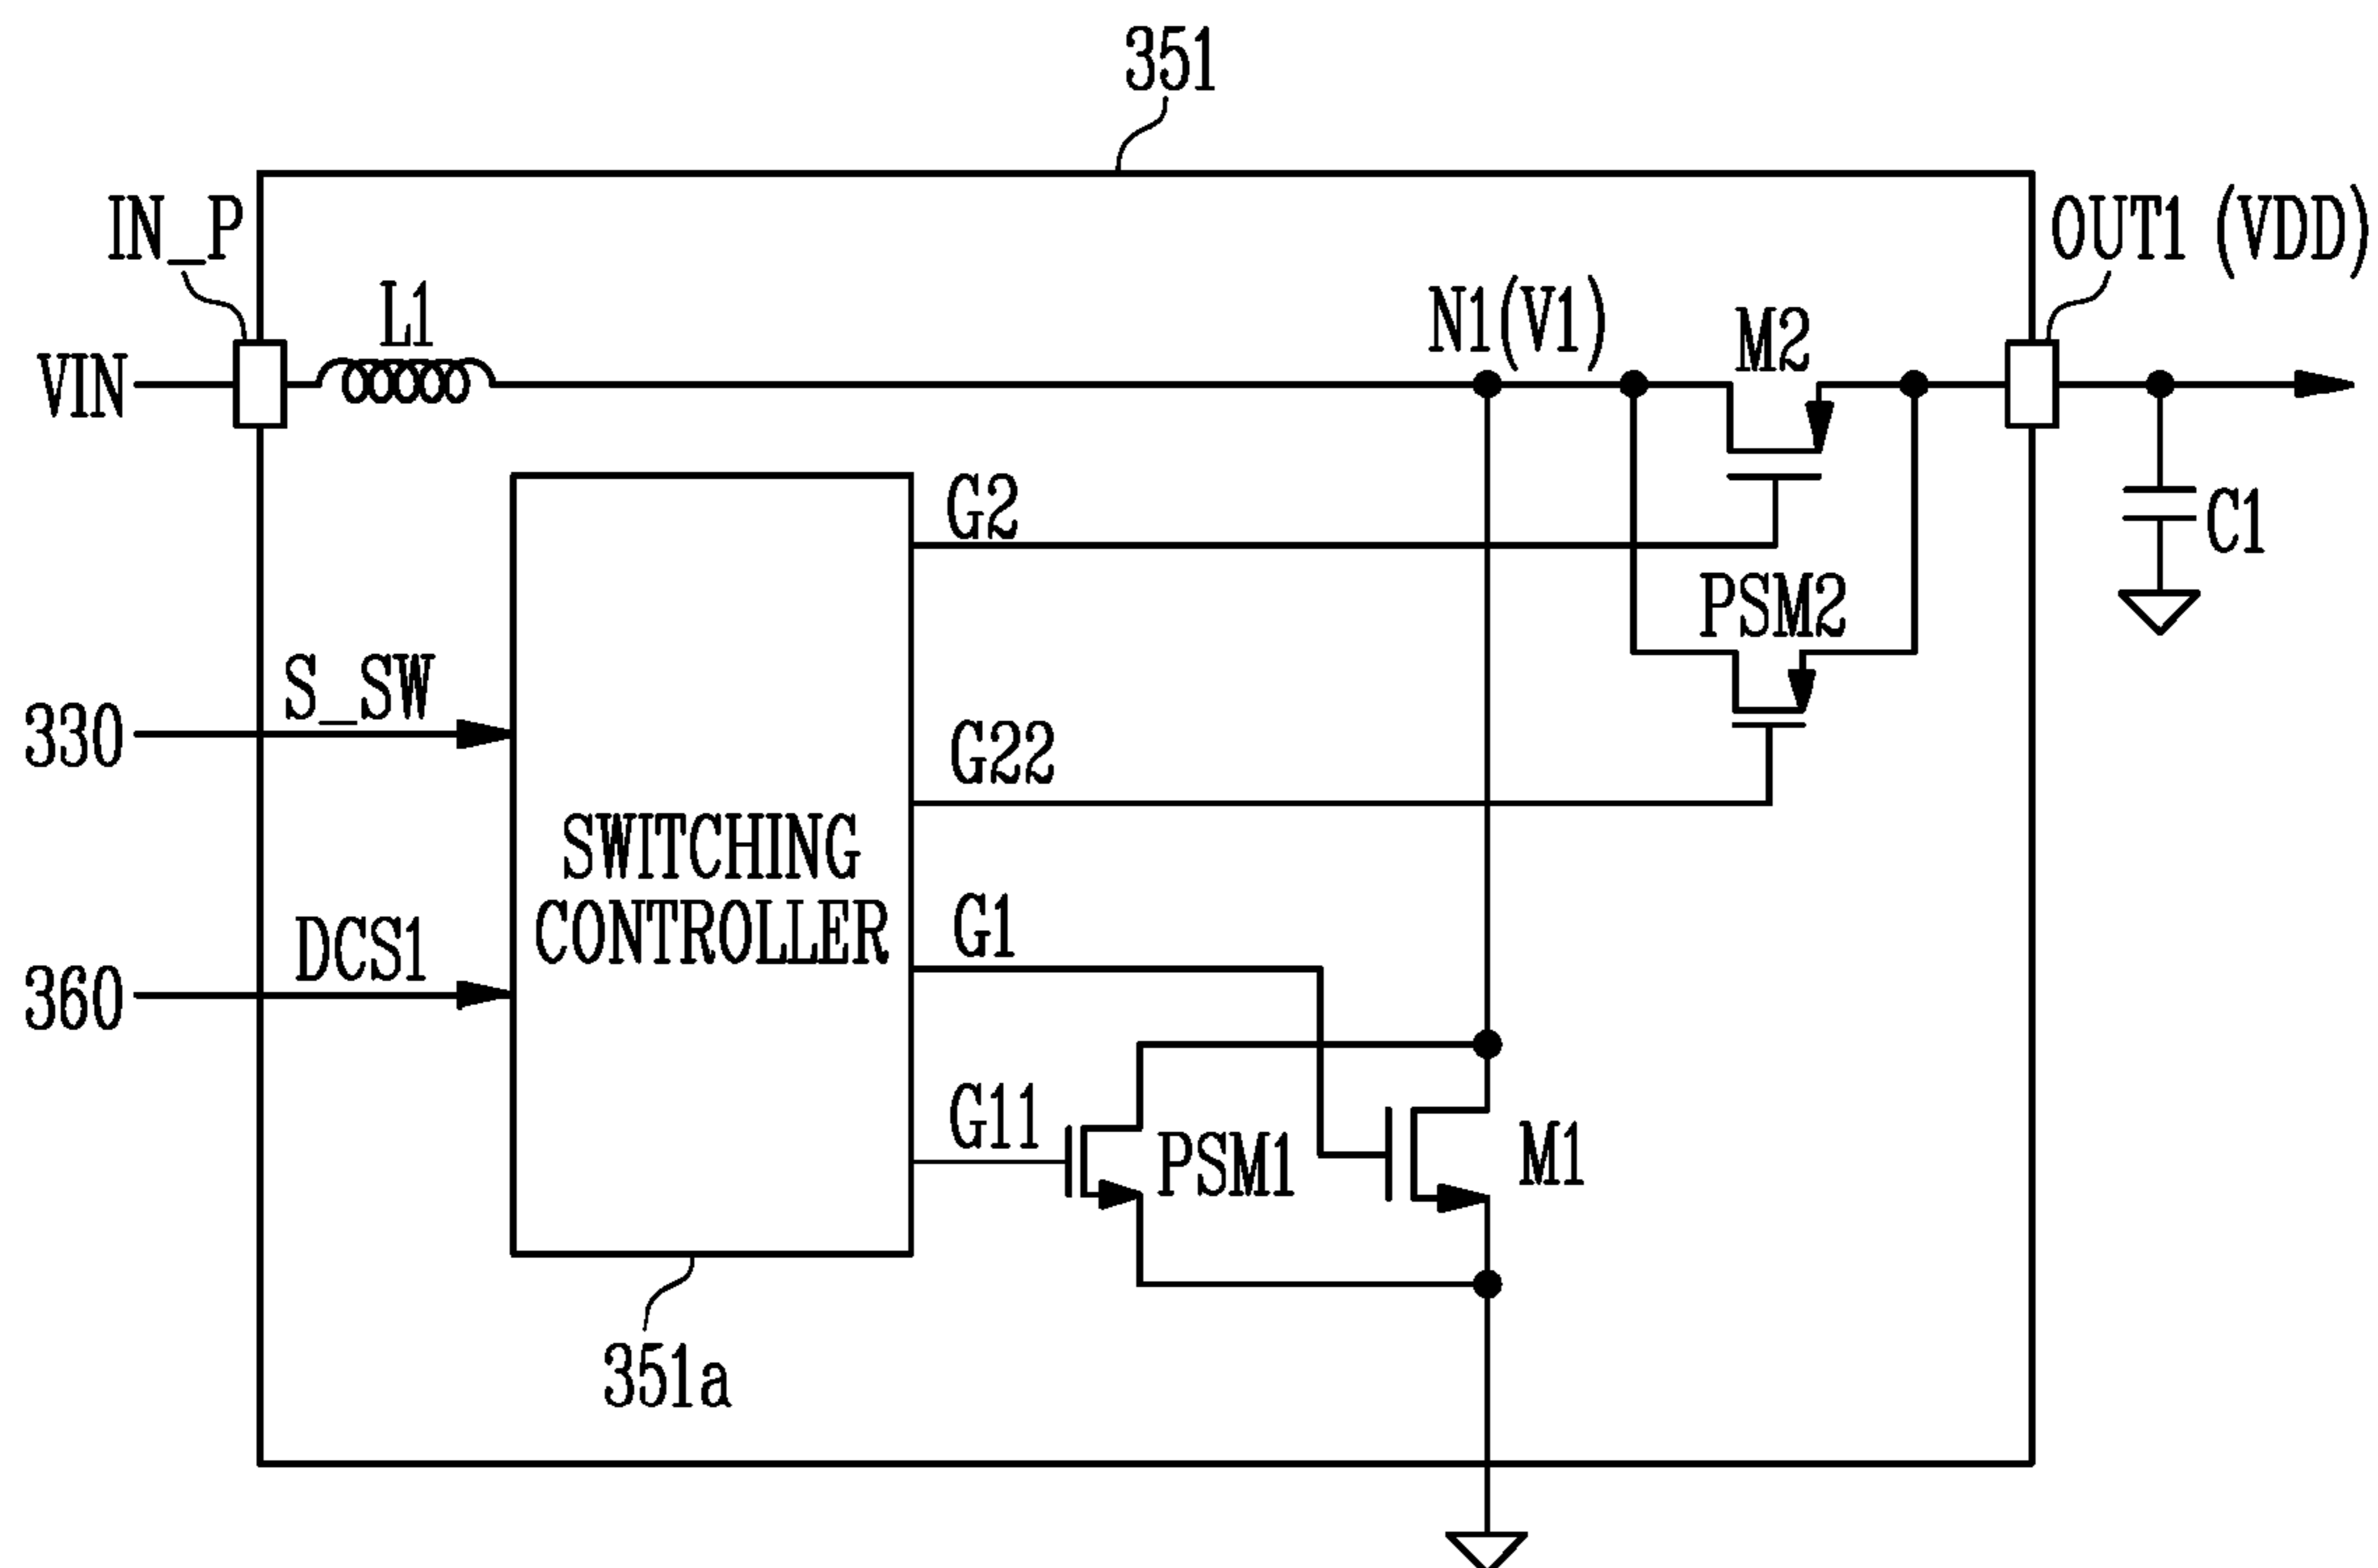 351
IN_P
OUT1 (VDD)
L1
N1(V1)
M2
VIN
G2
C1
PSM2
S_SW
330
G22
SWITCHING
CONTROLLER
G1
DCS1
360
G11
PSM1
M1
351a